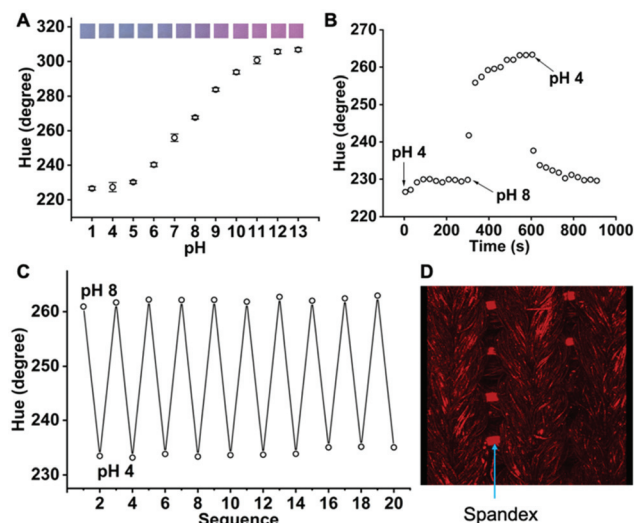 A
Hue (degree)
320
300
280
260
240
220
1 4 5 6 7 8 9 10 11 12 13
pH
B
Hue (degree)
270
260
250
240
230
220
pH 4
pH 4
pH 8
0 200 400 600 800 1000
Time (s)
C
Hue (degree)
260
250
240
230
pH 8
pH 4
2 4 6 8 10 12 14 16 18 20
Sequence
D
Spandex